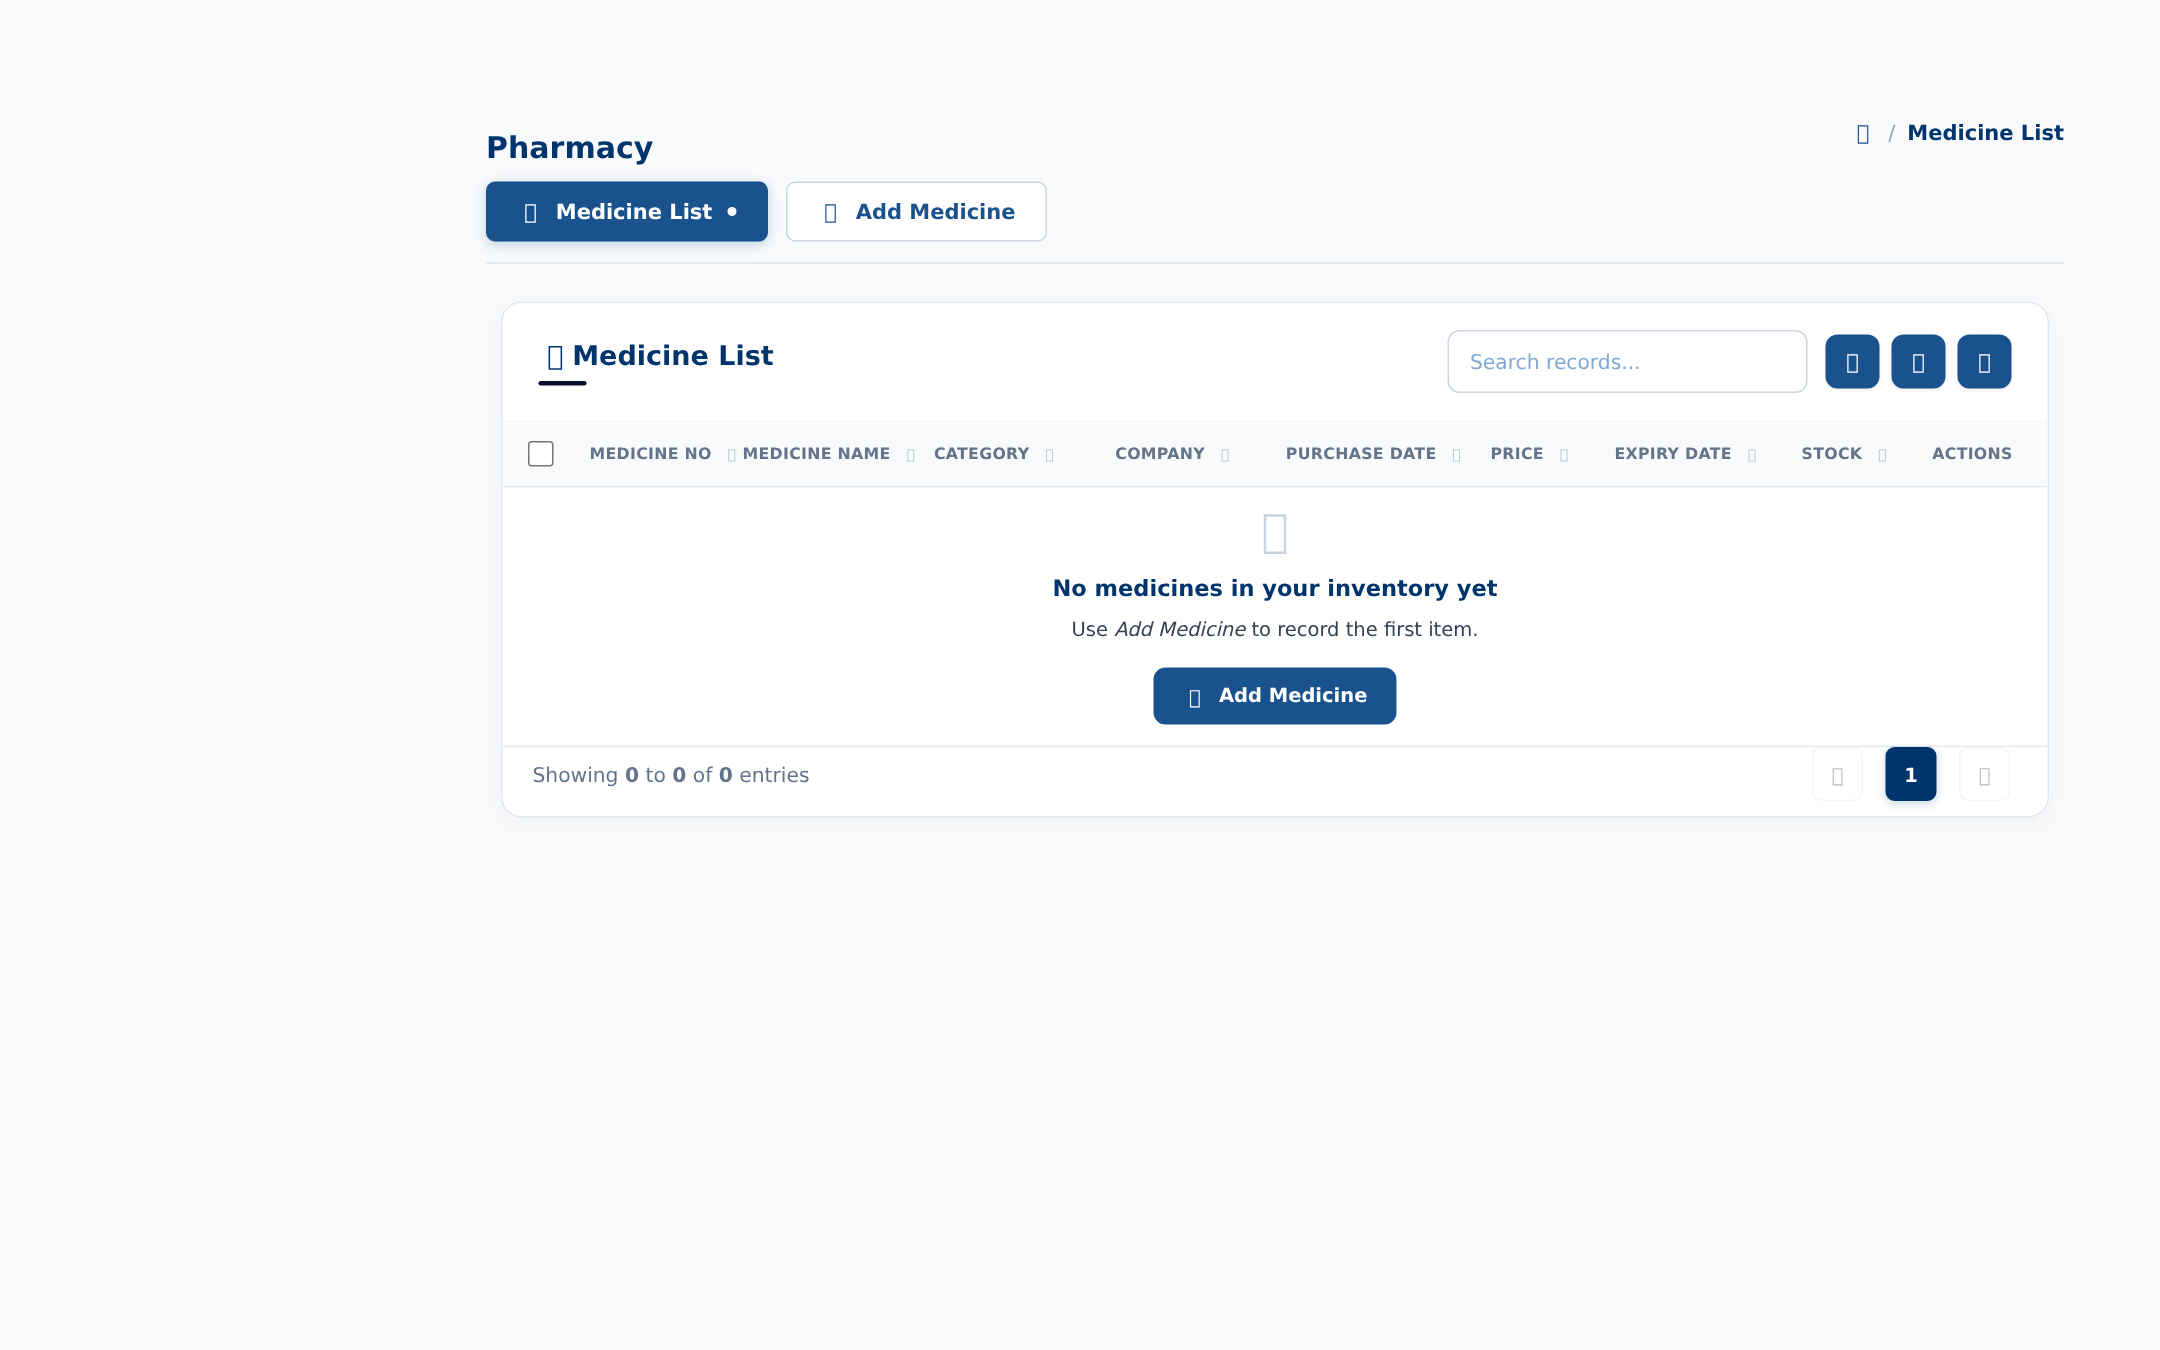 Pharmacy
/ Medicine List
Medicine List •
Add Medicine
Medicine List
Search records...
MEDICINE NO MEDICINE NAME CATEGORY COMPANY PURCHASE DATE PRICE EXPIRY DATE STOCK ACTIONS
No medicines in your inventory yet
Use Add Medicine to record the first item.
Add Medicine
Showing 0 to 0 of 0 entries
1